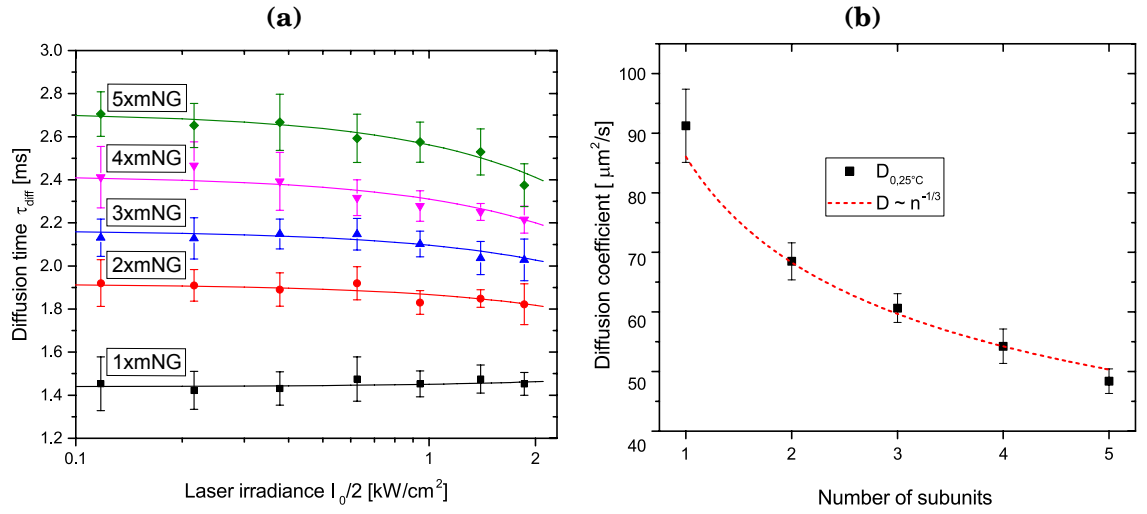 (a)
(b)
3.0
2.8
2.6
2.4
2.2
2.0
1.8
1.6
1.4
1.2
Diffusion time τdiff [ms]
5xmNG
4xmNG
3xmNG
2xmNG
1xmNG
0.1
1
2
Laser irradiance I0/2 [kW/cm²]
100
90
80
70
60
50
40
Diffusion coefficient [ µm²/s]
D0,25°C
D ~ n-1/3
1
2
3
4
5
Number of subunits